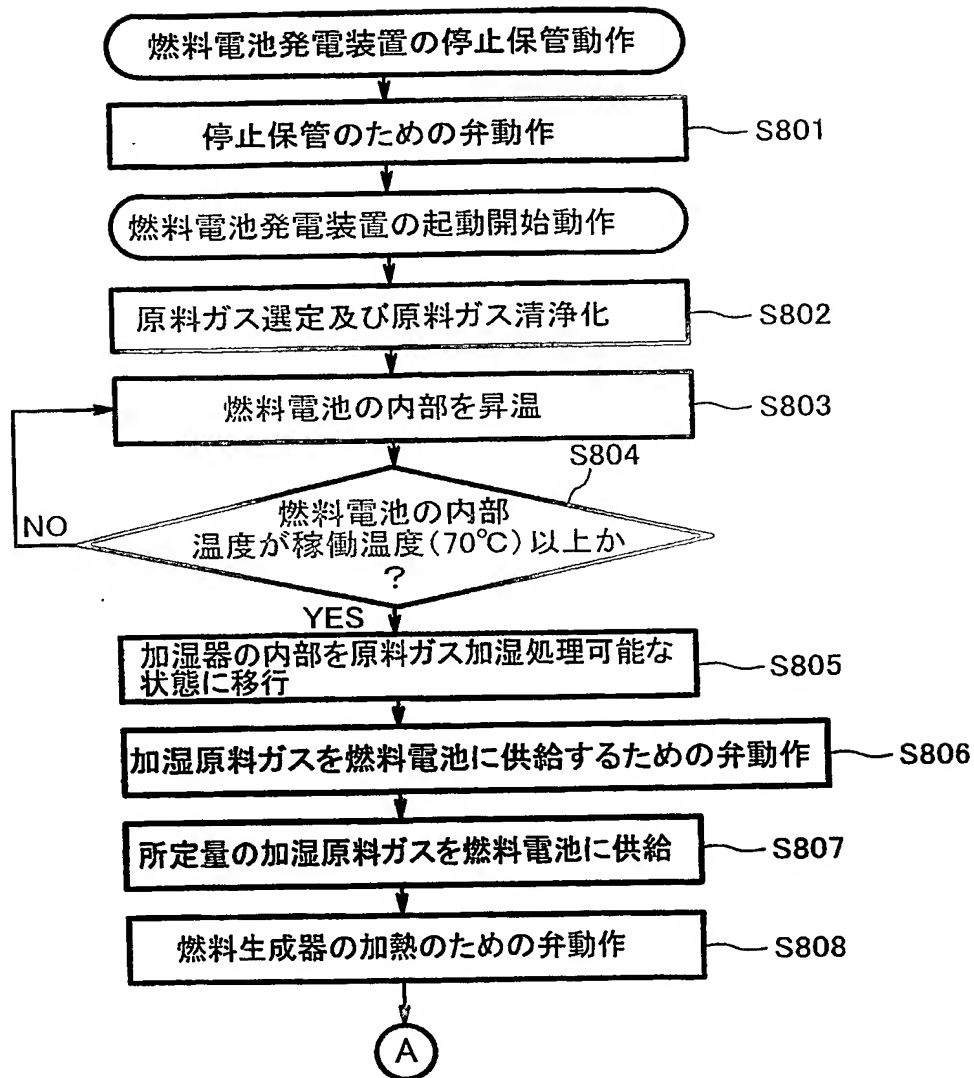 燃料電池発電装置の停止保管動作
停止保管のための弁動作
S801
燃料電池発電装置の起動開始動作
原料ガス選定及び原料ガス清浄化
S802
燃料電池の内部を昇温
S803
S804
燃料電池の内部
温度が稼働温度(70℃)以上か
?
NO
YES
加湿器の内部を原料ガス加湿処理可能な
状態に移行
S805
加湿原料ガスを燃料電池に供給するための弁動作
S806
所定量の加湿原料ガスを燃料電池に供給
S807
燃料生成器の加熱のための弁動作
S808
A